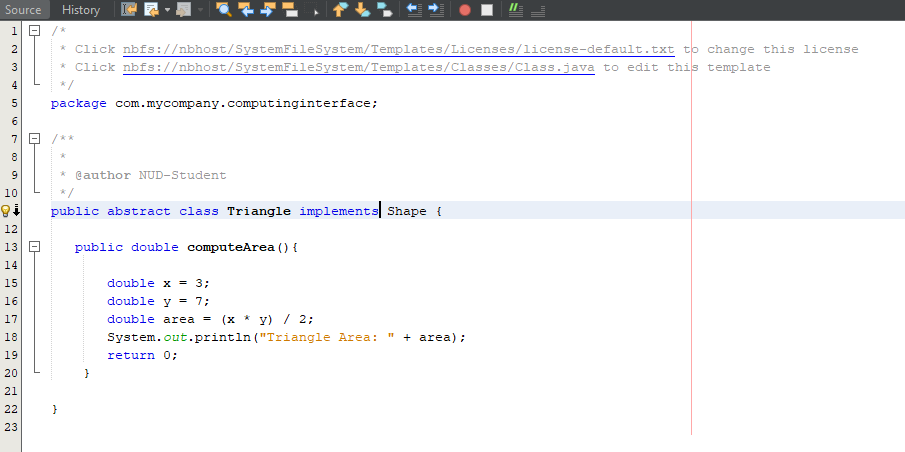 Source History
1 /*
2 * Click nbfs://nbhost/SystemFileSystem/Templates/Licenses/license-default.txt to change this license
3 * Click nbfs://nbhost/SystemFileSystem/Templates/Classes/Class.java to edit this template
4 */
5 package com.mycompany.computinginterface;
6
7 /**
8 *
9 * @author NUD-Student
10 */
public abstract class Triangle implements Shape {
12
13 public double computeArea(){
14
15 double x = 3;
16 double y = 7;
17 double area = (x * y) / 2;
18 System.out.println("Triangle Area: " + area);
19 return 0;
20 }
21
22 }
23